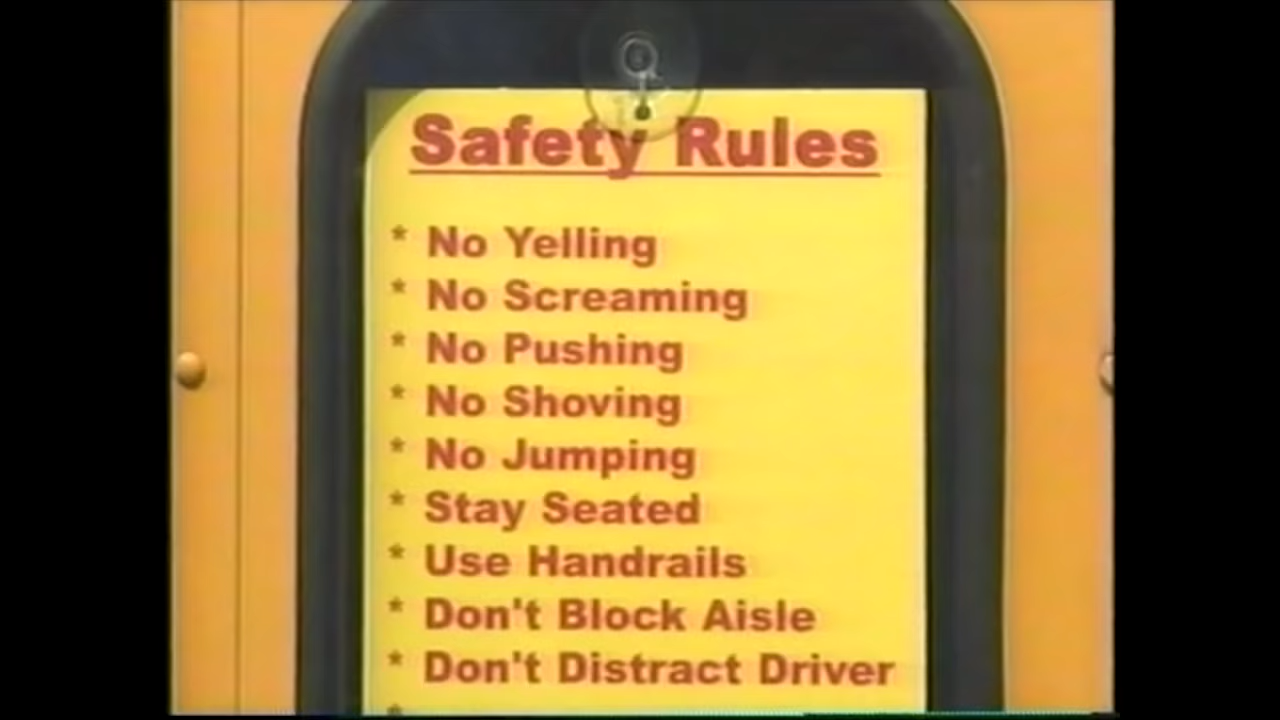 Safety Rules
* No Yelling
* No Screaming
* No Pushing
* No Shoving
* No Jumping
* Stay Seated
* Use Handrails
* Don't Block Aisle
* Don't Distract Driver
*